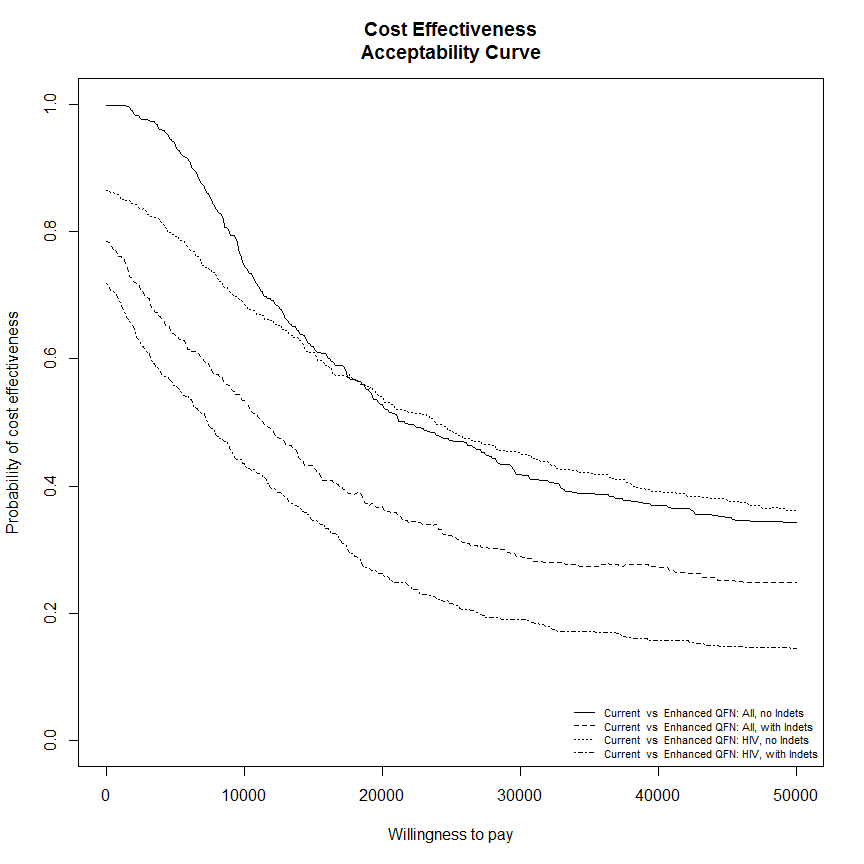 Cost Effectiveness
Acceptability Curve
Probability of cost effectiveness
1.0
0.8
0.6
0.4
0.2
0.0
Current vs Enhanced QFN: All, no Indets
Current vs Enhanced QFN: All, with Indets
Current vs Enhanced QFN: HIV, no Indets
Current vs Enhanced QFN: HIV, with Indets
0 10000 20000 30000 40000 50000
Willingness to pay